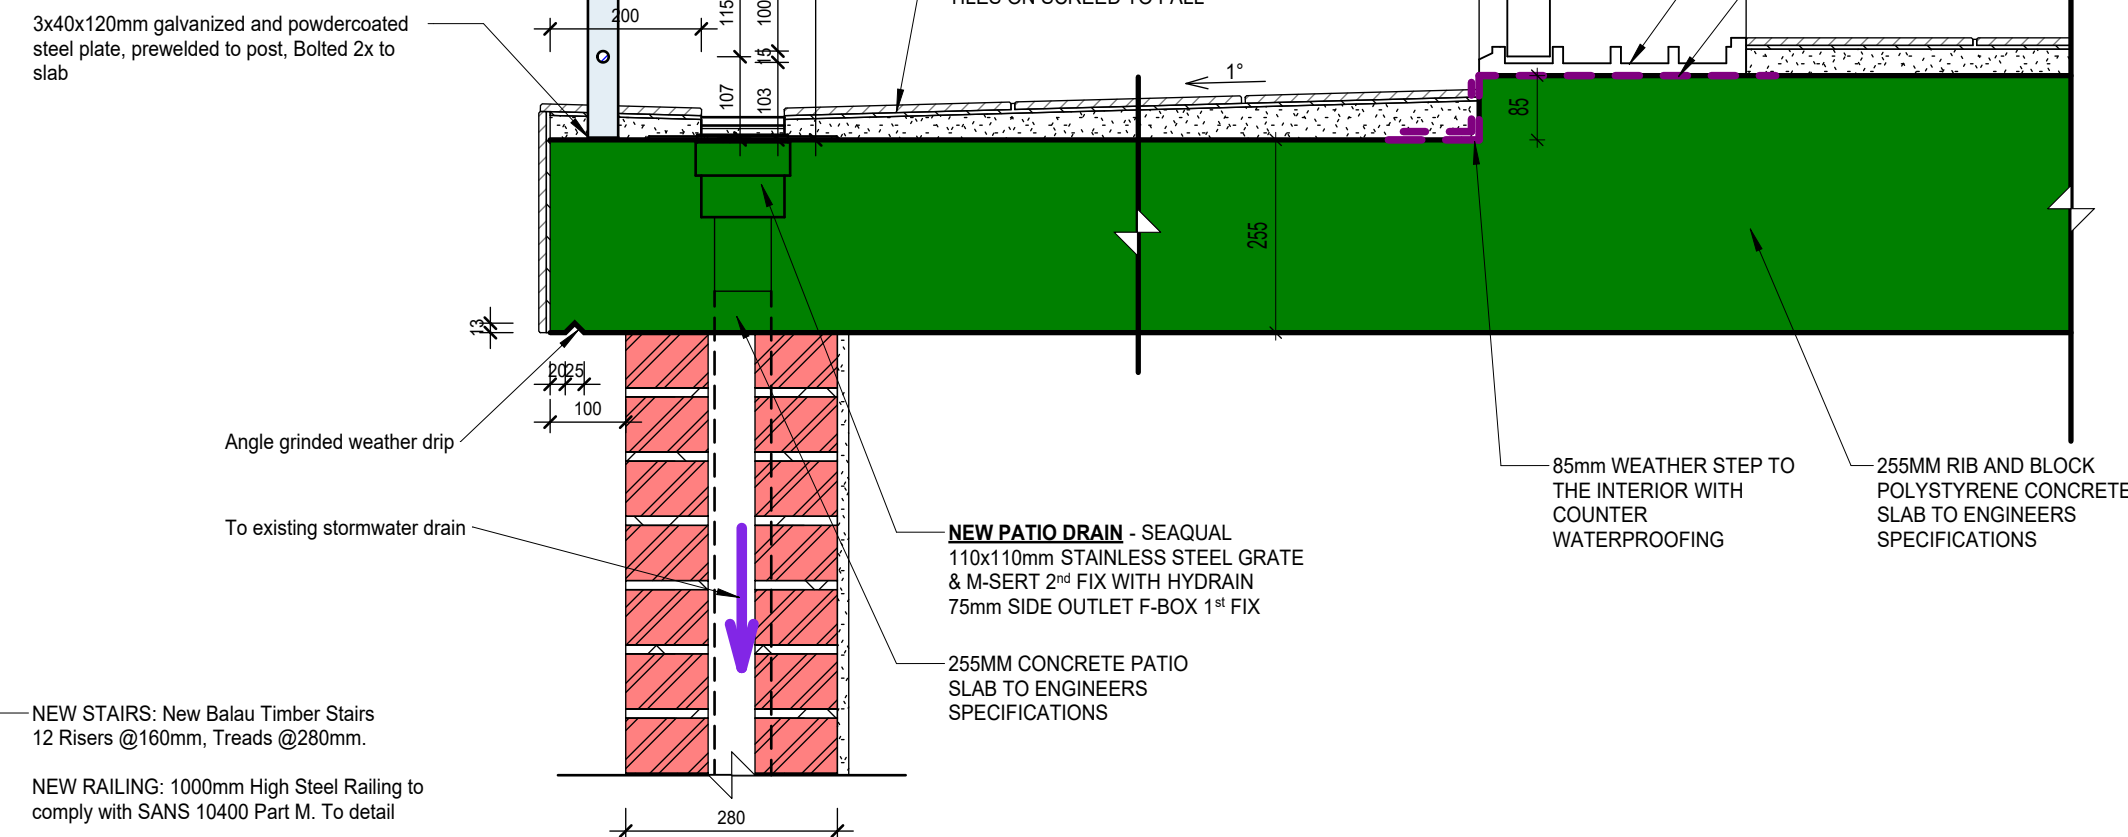 TILES ON SCREED TO FALL
3x40x120mm galvanized and powdercoated
steel plate, prewelded to post, Bolted 2x to
slab
200
115
100
15
107
103
1°
85
255
13
20
25
100
Angle grinded weather drip
To existing stormwater drain
NEW PATIO DRAIN - SEAQUAL
110x110mm STAINLESS STEEL GRATE
& M-SERT 2nd FIX WITH HYDRAIN
75mm SIDE OUTLET F-BOX 1st FIX
255MM CONCRETE PATIO
SLAB TO ENGINEERS
SPECIFICATIONS
85mm WEATHER STEP TO
THE INTERIOR WITH
COUNTER
WATERPROOFING
255MM RIB AND BLOCK
POLYSTYRENE CONCRETE
SLAB TO ENGINEERS
SPECIFICATIONS
NEW STAIRS: New Balau Timber Stairs
12 Risers @160mm, Treads @280mm.
NEW RAILING: 1000mm High Steel Railing to
comply with SANS 10400 Part M. To detail
280